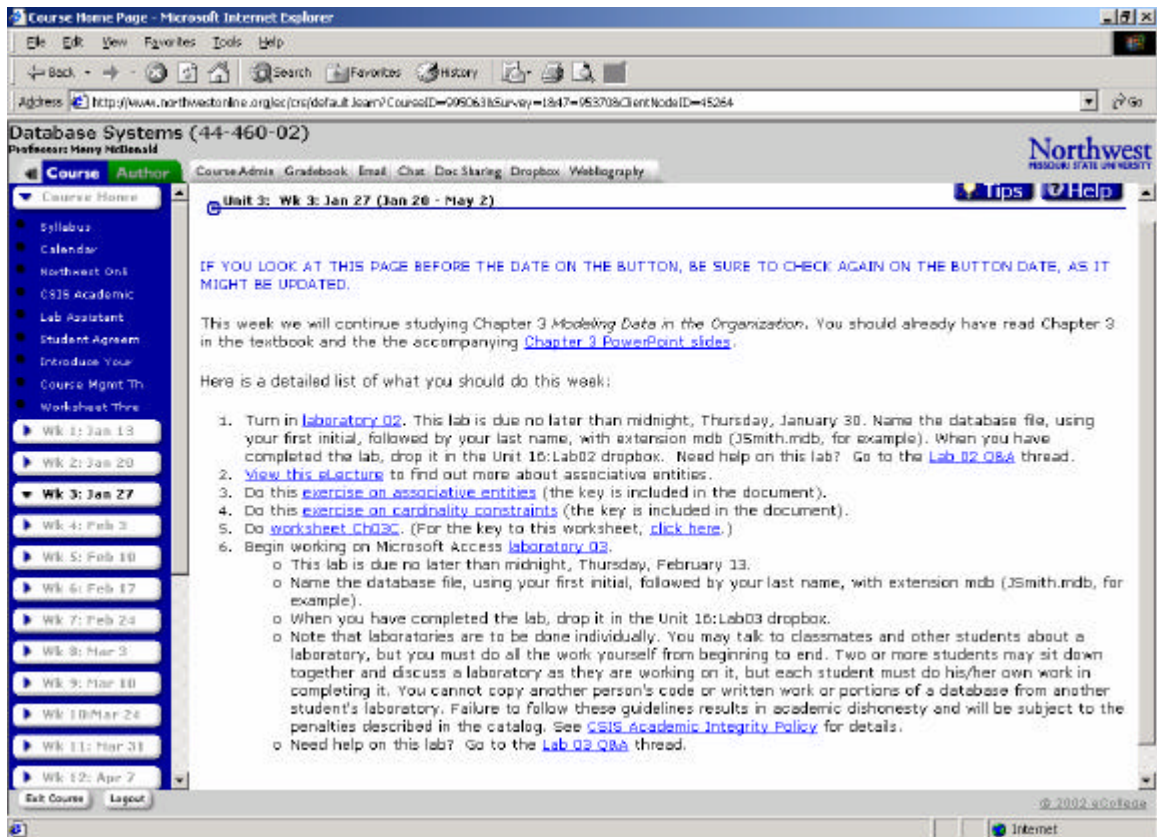 Course Home Page - Microsoft Internet Explorer
File Edit View Favorites Tools Help
Back Search Favorites History
Address http://www.northwestonline.org/ec/crs/default.learn?CourseID=995063&Survey=1&47=953708&ClientNodeID=45264 Go
Database Systems (44-460-02)
Professor: Merry McDonald
Northwest
MISSOURI STATE UNIVERSITY
Course Author Course Admin Gradebook Email Chat Doc Sharing Dropbox Webliography
Tips Help
Course Home
Syllabus
Calendar
Northwest Onli
CSIS Academic
Lab Assistant
Student Agreem
Introduce Your
Course Mgmt Th
Worksheet Thre
Wk 1: Jan 13
Wk 2: Jan 20
Wk 3: Jan 27
Wk 4: Feb 3
Wk 5: Feb 10
Wk 6: Feb 17
Wk 7: Feb 24
Wk 8: Mar 3
Wk 9: Mar 10
Wk 10:Mar 24
Wk 11: Mar 31
Wk 12: Apr 7
Exit Course Logout
Unit 3: Wk 3: Jan 27 (Jan 20 - May 2)
IF YOU LOOK AT THIS PAGE BEFORE THE DATE ON THE BUTTON, BE SURE TO CHECK AGAIN ON THE BUTTON DATE, AS IT
MIGHT BE UPDATED.
This week we will continue studying Chapter 3 Modeling Data in the Organization. You should already have read Chapter 3
in the textbook and the the accompanying Chapter 3 PowerPoint slides.
Here is a detailed list of what you should do this week:
1. Turn in laboratory 02. This lab is due no later than midnight, Thursday, January 30. Name the database file, using
your first initial, followed by your last name, with extension mdb (JSmith.mdb, for example). When you have
completed the lab, drop it in the Unit 16:Lab02 dropbox. Need help on this lab? Go to the Lab 02 Q&A thread.
2. View this eLecture to find out more about associative entities.
3. Do this exercise on associative entities (the key is included in the document).
4. Do this exercise on cardinality constraints (the key is included in the document).
5. Do worksheet Ch03C. (For the key to this worksheet, click here.)
6. Begin working on Microsoft Access laboratory 03.
o This lab is due no later than midnight, Thursday, February 13.
o Name the database file, using your first initial, followed by your last name, with extension mdb (JSmith.mdb, for
example).
o When you have completed the lab, drop it in the Unit 16:Lab03 dropbox.
o Note that laboratories are to be done individually. You may talk to classmates and other students about a
laboratory, but you must do all the work yourself from beginning to end. Two or more students may sit down
together and discuss a laboratory as they are working on it, but each student must do his/her own work in
completing it. You cannot copy another person's code or written work or portions of a database from another
student's laboratory. Failure to follow these guidelines results in academic dishonesty and will be subject to the
penalties described in the catalog. See CSIS Academic Integrity Policy for details.
o Need help on this lab? Go to the Lab 03 Q&A thread.
© 2002 eCollege
Internet